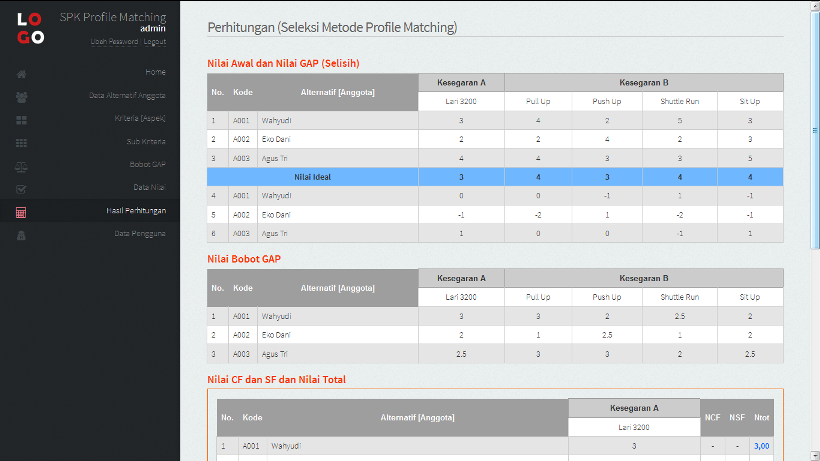 LO
GO
SPK Profile Matching
admin
Ubah Password | Logout
Home
Data Alternatif Anggota
Kriteria [Aspek]
Sub Kriteria
Bobot GAP
Data Nilai
Hasil Perhitungan
Data Pengguna
Perhitungan (Seleksi Metode Profile Matching)
Nilai Awal dan Nilai GAP (Selisih)
No. Kode Alternatif [Anggota] Kesegaran A Kesegaran B
Lari 3200 Pull Up Push Up Shuttle Run Sit Up
1 A001 Wahyudi 3 4 2 5 3
2 A002 Eko Dani 2 2 4 2 3
3 A003 Agus Tri 4 4 3 3 5
Nilai Ideal 3 4 3 4 4
4 A001 Wahyudi 0 0 -1 1 -1
5 A002 Eko Dani -1 -2 1 -2 -1
6 A003 Agus Tri 1 0 0 -1 1
Nilai Bobot GAP
No. Kode Alternatif [Anggota] Kesegaran A Kesegaran B
Lari 3200 Pull Up Push Up Shuttle Run Sit Up
1 A001 Wahyudi 3 3 2 2.5 2
2 A002 Eko Dani 2 1 2.5 1 2
3 A003 Agus Tri 2.5 3 3 2 2.5
Nilai CF dan SF dan Nilai Total
No. Kode Alternatif [Anggota] Kesegaran A NCF NSF Ntot
Lari 3200
1 A001 Wahyudi 3 - - 3,00